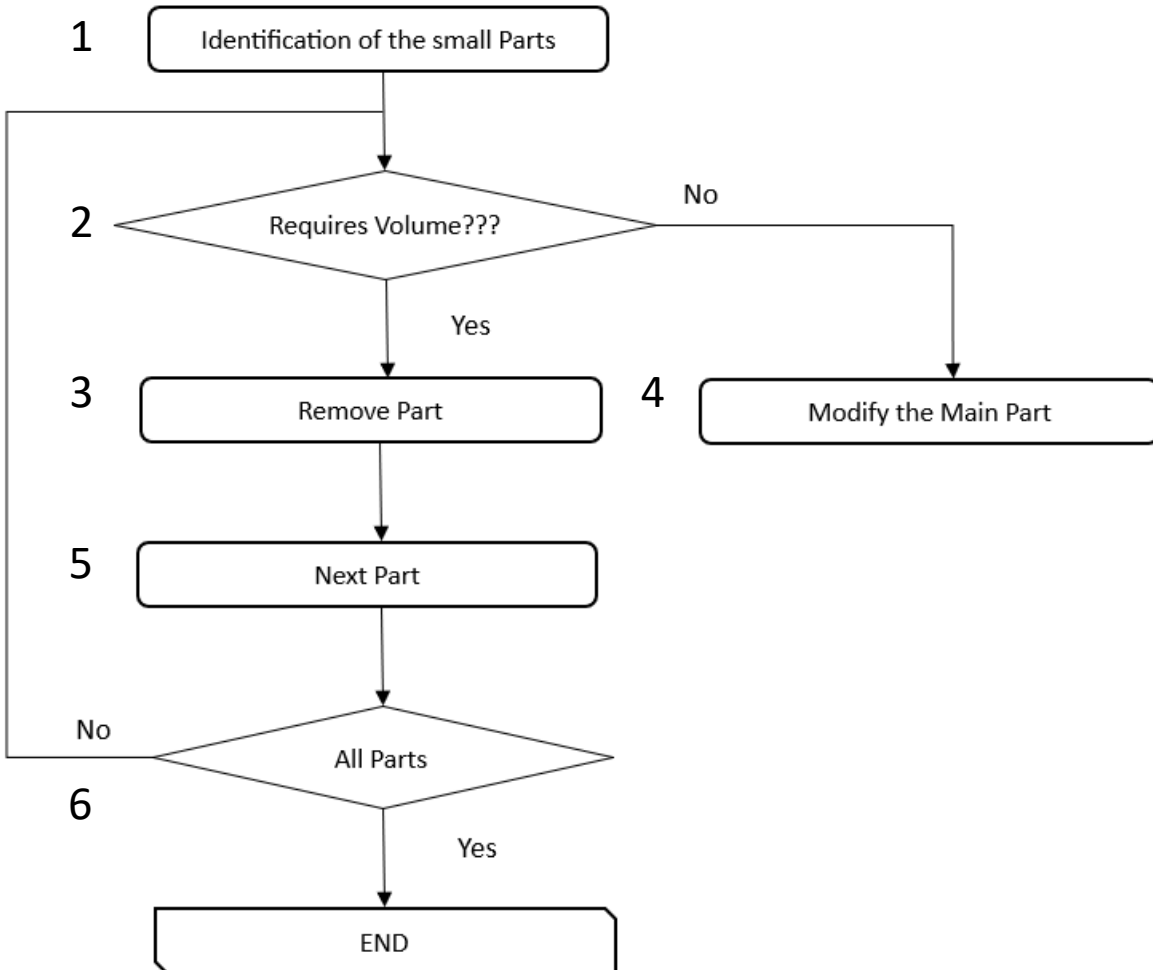 1
Identification of the small Parts
2
Requires Volume???
No
Yes
3
Remove Part
4
Modify the Main Part
5
Next Part
No
All Parts
6
Yes
END